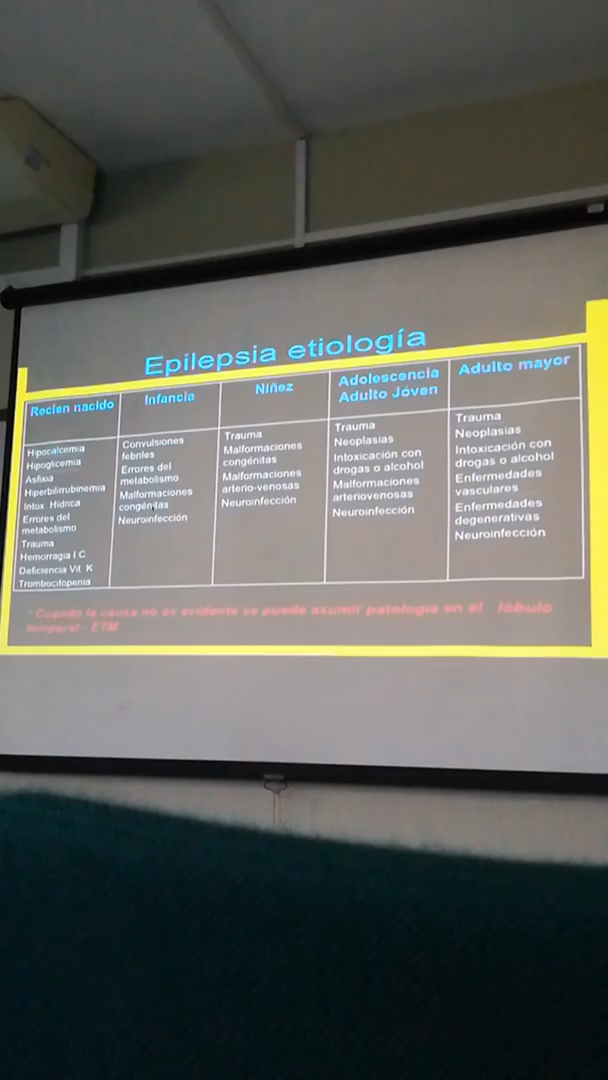 Epilepsia etiología
Recien nacido
Hipocalcemia
Hipoglicemia
Asfixia
Hiperbilirrubinemia
Intox Hídrica
Errores del
metabolismo
Trauma
Hemorragia I C
Deficiencia Vit K
Trombocitopenia
Infancia
Convulsiones
febriles
Errores del
metabolismo
Malformaciones
congénitas
Neuroinfección
Niñez
Trauma
Malformaciones
congénitas
Malformaciones
arterio-venosas
Neuroinfección
Adolescencia
Adulto Jóven
Trauma
Neoplasias
Intoxicación con
drogas o alcohol
Malformaciones
arteriovenosas
Neuroinfección
Adulto mayor
Trauma
Neoplasias
Intoxicación con
drogas o alcohol
Enfermedades
vasculares
Enfermedades
degenerativas
Neuroinfección
* Cuando la causa no es evidente se puede asumir patología en el lóbulo
temporal - ETM